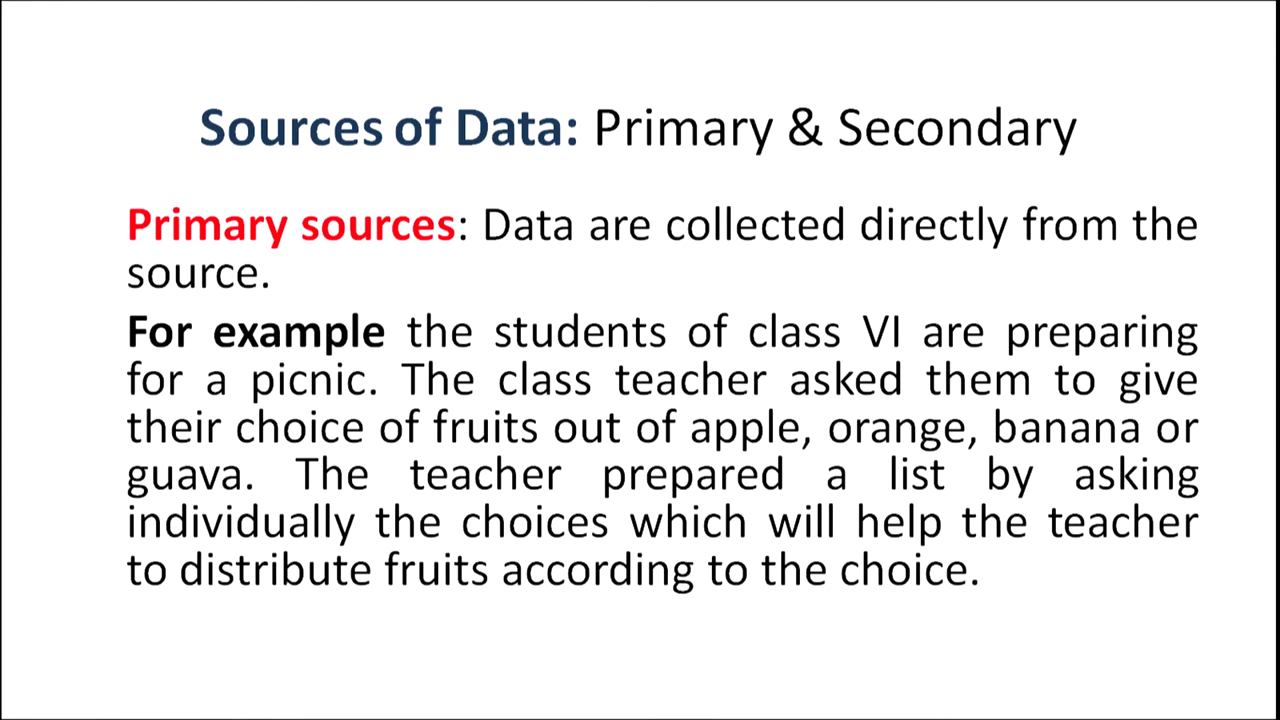 Sources of Data: Primary & Secondary
Primary sources: Data are collected directly from the
source.
For example the students of class VI are preparing
for a picnic. The class teacher asked them to give
their choice of fruits out of apple, orange, banana or
guava. The teacher prepared a list by asking
individually the choices which will help the teacher
to distribute fruits according to the choice.